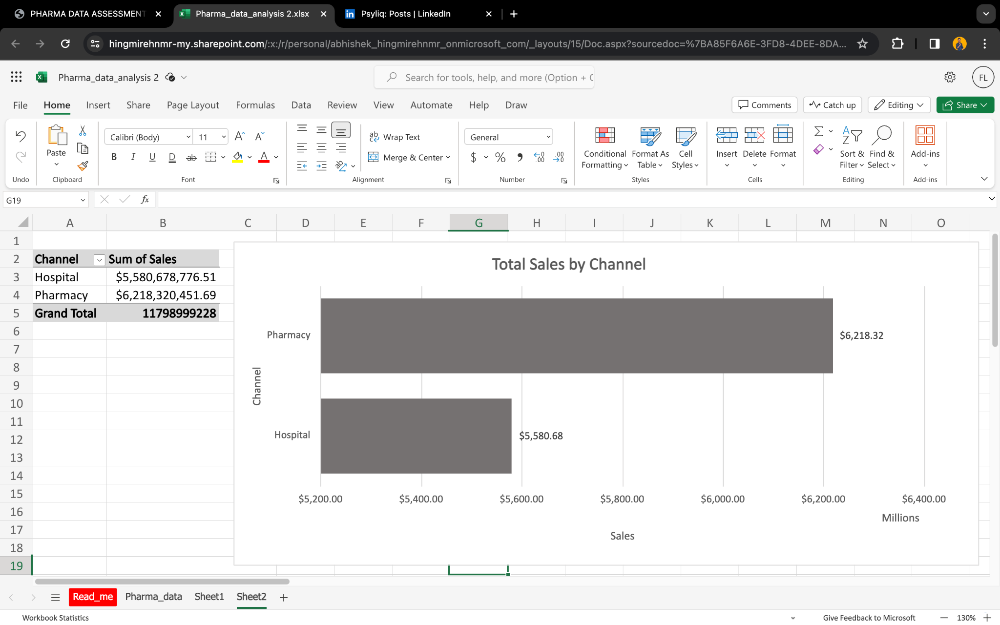 PHARMA DATA ASSESSMENT
Pharma_data_analysis 2.xlsx
in Psyliq: Posts | LinkedIn
hingmirehnmr-my.sharepoint.com/:x:/r/personal/abhishek_hingmirehnmr_onmicrosoft_com/_layouts/15/Doc.aspx?sourcedoc=%7BA85F6A6E-3FD8-4DEE-8DA...
Pharma_data_analysis 2
Search for tools, help, and more (Option +
FL
File Home Insert Share Page Layout Formulas Data Review View Automate Help Draw
Comments Catch up Editing Share
Undo
Paste
Clipboard
Calibri (Body) 11
B I U D ab
Font
Wrap Text
Merge & Center
Alignment
General
$ % 9 .00 .00
Number
Conditional Formatting
Format As Table
Cell Styles
Styles
Insert Delete Format
Cells
Sort & Filter
Find & Select
Editing
Add-ins
Add-ins
G19 fx
A B C D E F G H I J K L M N O
1
2 Channel Sum of Sales
3 Hospital $5,580,678,776.51
4 Pharmacy $6,218,320,451.69
5 Grand Total 11798999228
6
7
8
9
10
11
12
13
14
15
16
17
18
19
Total Sales by Channel
Channel
Pharmacy $6,218.32
Hospital $5,580.68
$5,200.00 $5,400.00 $5,600.00 $5,800.00 $6,000.00 $6,200.00 $6,400.00
Millions
Sales
Read_me Pharma_data Sheet1 Sheet2
Workbook Statistics
Give Feedback to Microsoft 130%